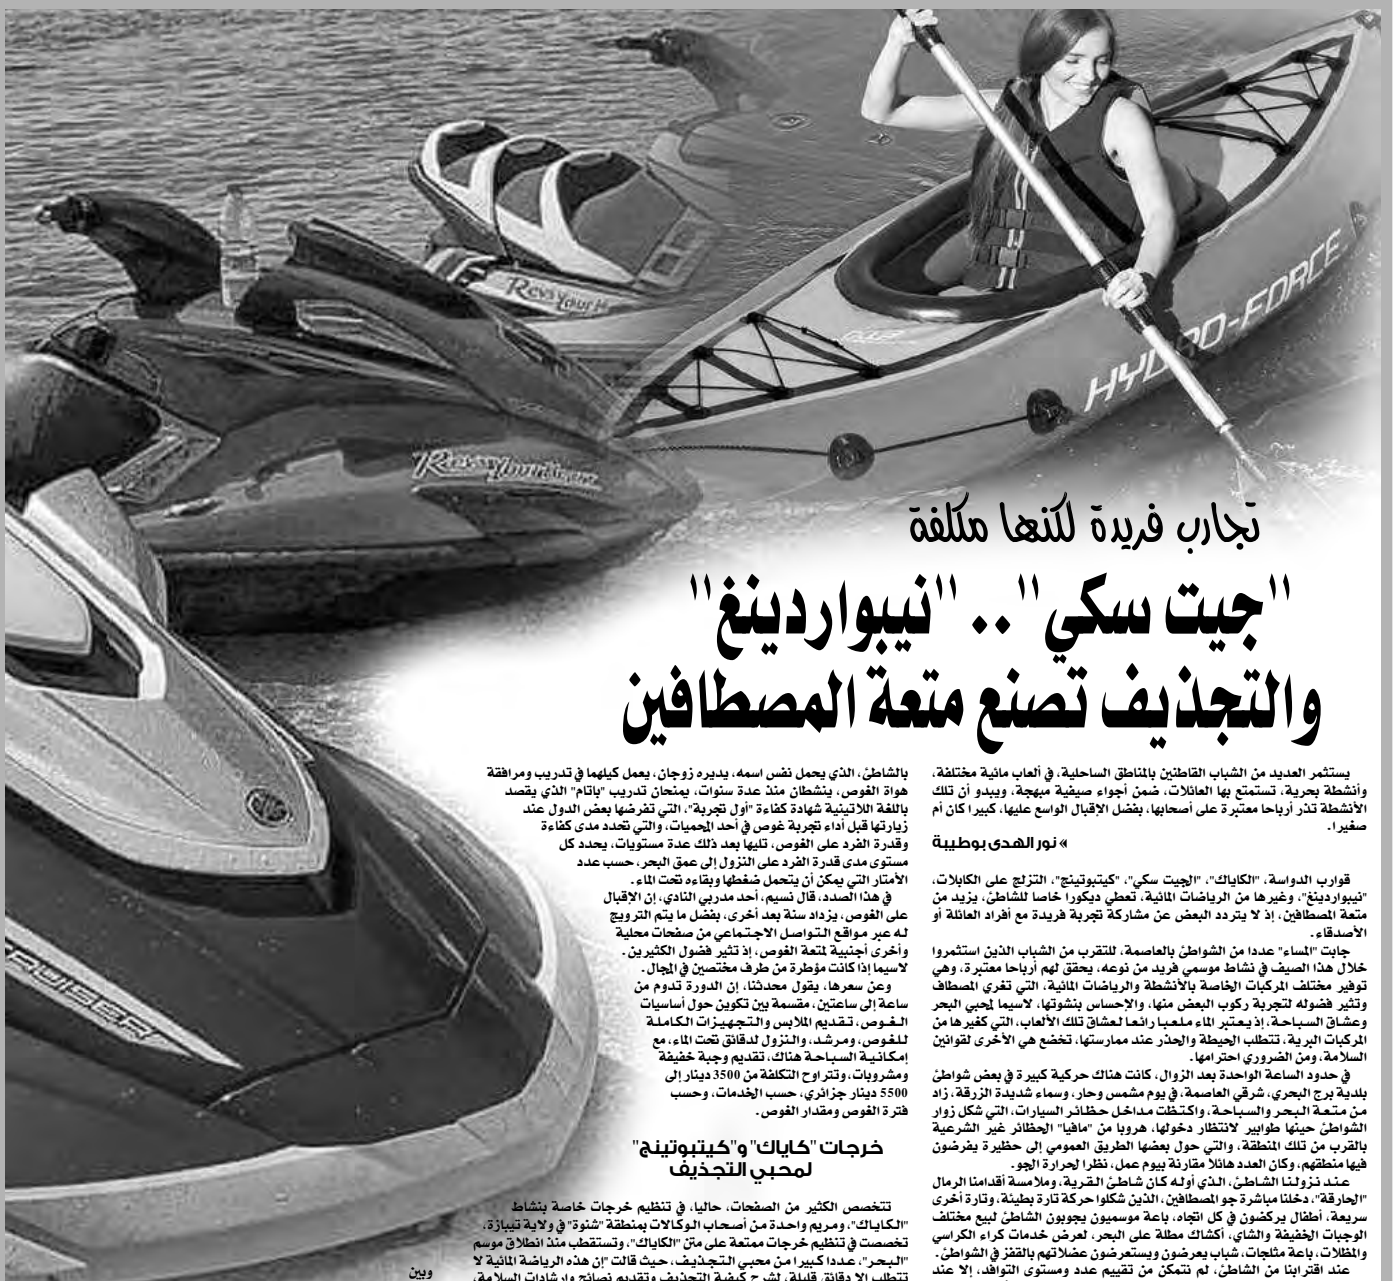 تجارب فريدة لكنها مكلفة
"جيت سكي".. "نيبواردينغ"
والتجذيف تصنع متعة المصطافين
يستثمر العديد من الشباب القاطنين بالمناطق الساحلية، في ألعاب مائية مختلفة،
وأنشطة بحرية، تستمتع بها العائلات، ضمن أجواء صيفية مبهجة، ويبدو أن تلك
الأنشطة تذر أرباحا معتبرة على أصحابها، بفضل الإقبال الواسع عليها، كبيرا كان أم
صغيرا.
» نور الهدى بوطيبة
قوارب الدواسة، "الكاياك"، "الجيت سكي"، "كيتبوتينج"، التزلج على الكابلات،
"نيبواردينغ"، وغيرها من الرياضات المائية، تعطي ديكورا خاصا للشاطئ، يزيد من
متعة المصطافين، إذ لا يتردد البعض عن مشاركة تجربة فريدة مع أفراد العائلة أو
الأصدقاء.
جابت "المساء" عددا من الشواطئ بالعاصمة، للتقرب من الشباب الذين استثمروا
خلال هذا الصيف في نشاط موسمي فريد من نوعه، يحقق لهم أرباحا معتبرة، وهي
توفير مختلف المركبات الخاصة بالأنشطة والرياضات المائية، التي تغري المصطاف
وتثير فضوله لتجربة ركوب البعض منها، والإحساس بنشوتها، لاسيما لمحبي البحر
وعشاق السباحة، إذ يعتبر الماء ملعبا رائعا لعشاق تلك الألعاب، التي كغيرها من
المركبات البرية، تتطلب الحيطة والحذر عند ممارستها، تخضع هي الأخرى لقوانين
السلامة، ومن الضروري احترامها.
في حدود الساعة الواحدة بعد الزوال، كانت هناك حركية كبيرة في بعض شواطئ
بلدية برج البحري، شرقي العاصمة، في يوم مشمس وحار، وسماء شديدة الزرقة، زاد
من متعة البحر والسباحة، واكتظت مداخل حظائر السيارات، التي شكل زوار
الشواطئ حينها طوابير لانتظار دخولها، هروبا من "مافيا" الحظائر غير الشرعية
بالقرب من تلك المنطقة، والتي حول بعضها الطريق العمومي إلى حظيرة يفرضون
فيها منطقهم، وكان العدد هائلا مقارنة بيوم عمل، نظرا لحرارة الجو.
عند نزولنا الشاطئ، الذي أوله كان شاطئ القرية، وملامسة أقدامنا الرمال
"الحارقة"، دخلنا مباشرة جو المصطافين، الذين شكلوا حركة تارة بطيئة، وتارة أخرى
سريعة، أطفال يركضون في كل اتجاه، باعة موسميون يجوبون الشاطئ لبيع مختلف
الوجبات الخفيفة والشاي، أكشاك مطلة على البحر، لعرض خدمات كراء الكراسي
والمظلات، باعة مثلجات، شباب يعرضون ويستعرضون عضلاتهم بالقفز في الشواطئ.
عند اقترابنا من الشاطئ، لم نتمكن من تقييم عدد ومستوى التوافد، إلا عند
بالشاطئ، الذي يحمل نفس اسمه، يديره زوجان، يعمل كيلهما في تدريب ومرافقة
هواة الغوص، ينشطان منذ عدة سنوات، يمنحان تدريب "باتام" الذي يقصد
باللغة اللاتينية شهادة كفاءة "أول تجربة"، التي تفرضها بعض الدول عند
زيارتها قبل أداء تجربة غوص في أحد المحميات، والتي تحدد مدى كفاءة
وقدرة الفرد على الغوص، تليها بعد ذلك عدة مستويات، يحدد كل
مستوى مدى قدرة الفرد على النزول إلى عمق البحر، حسب عدد
الأمتار التي يمكن أن يتحمل ضغطها وبقاءه تحت الماء.
في هذا الصدد، قال نسيم، أحد مدربي النادي، إن الإقبال
على الغوص، يزداد سنة بعد أخرى، بفضل ما يتم الترويج
له عبر مواقع التواصل الاجتماعي من صفحات محلية
وأخرى أجنبية لمتعة الغوص، إذ تثير فضول الكثيرين.
لاسيما إذا كانت مؤطرة من طرف مختصين في المجال.
وعن سعرها، يقول محدثنا، إن الدورة تدوم من
ساعة إلى ساعتين، مقسمة بين تكوين حول أساسيات
الغوص، تقديم الملابس والتجهيزات الكاملة
للغوص، ومرشد، والنزول لدقائق تحت الماء، مع
إمكانية السباحة هناك، تقديم وجبة خفيفة
ومشروبات، وتتراوح التكلفة من 3500 دينار إلى
5500 دينار جزائري، حسب الخدمات، وحسب
فترة الغوص ومقدار الغوص.
خرجات "كاياك" و"كيتبوتينج"
لمحبي التجذيف
تتخصص الكثير من الصفحات، حاليا، في تنظيم خرجات خاصة بنشاط
"الكاياك"، ومريم واحدة من أصحاب الوكالات بمنطقة "شنوة" في ولاية تيبازة،
تخصصت في تنظيم خرجات ممتعة على متن "الكاياك"، وتستقطب منذ انطلاق موسم
"البحر"، عددا كبيرا من محبي التجذيف، حيث قالت "إن هذه الرياضة المائية لا
تتطلب إلا دقائق قليلة، لشرح كيفية التجذيف وتقديم نصائح وإرشادات السلامة،
وبين
HYDRO-FORCE
RevsYourHeart
RUISER